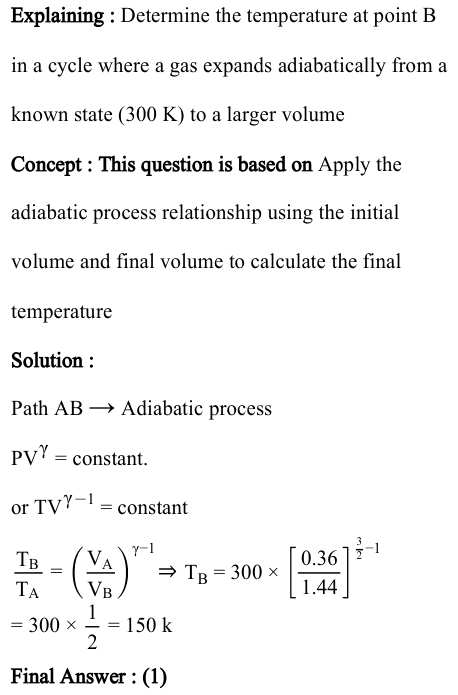 Explaining : Determine the temperature at point B
in a cycle where a gas expands adiabatically from a
known state (300 K) to a larger volume
Concept : This question is based on Apply the
adiabatic process relationship using the initial
volume and final volume to calculate the final
temperature
Solution :
Path AB → Adiabatic process
PV^γ = constant.
or TV^(γ−1) = constant
T_B/T_A = (V_A/V_B)^(γ−1) ⇒ T_B = 300 × [0.36/1.44]^(3/2−1)
= 300 × 1/2 = 150 k
Final Answer : (1)